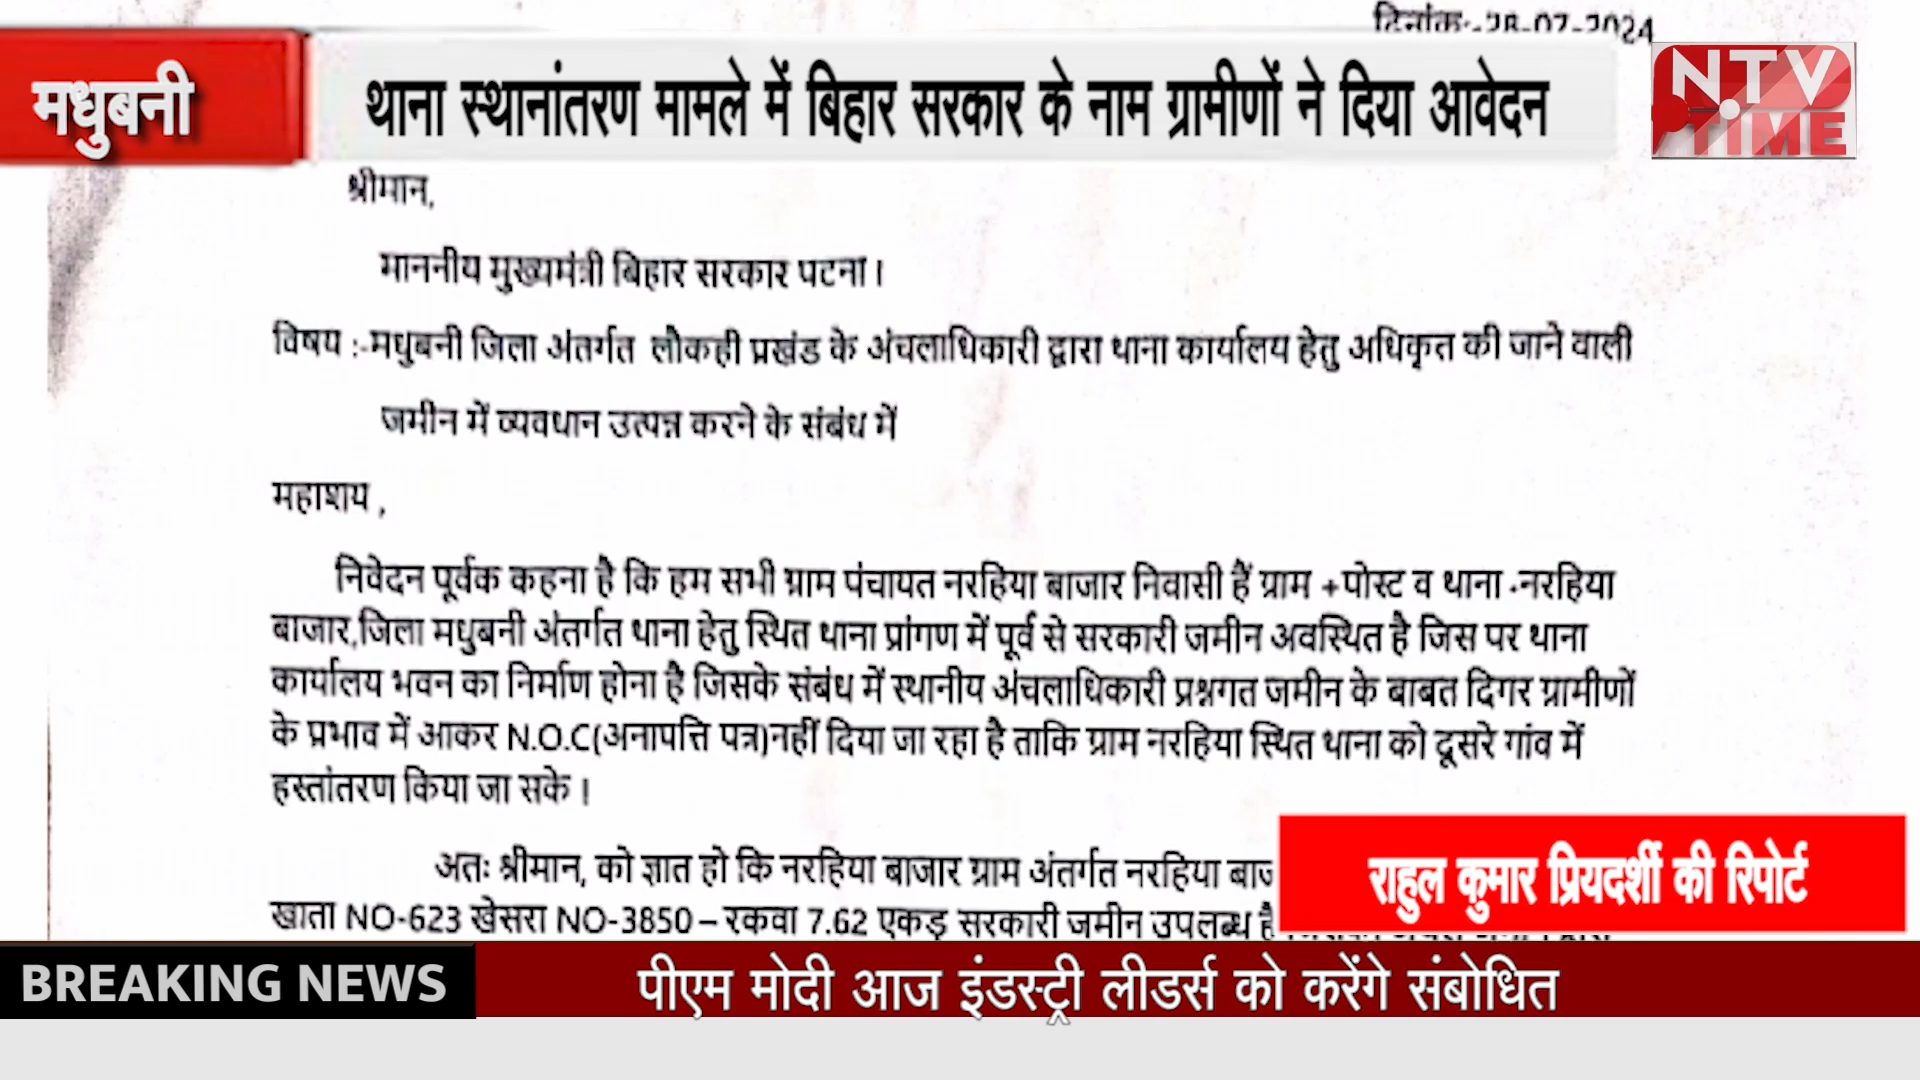 दिनांक:-28-07-2024
मधुबनी
थाना स्थानांतरण मामले में बिहार सरकार के नाम ग्रामीणों ने दिया आवेदन
NTV
TIME
श्रीमान,
माननीय मुख्यमंत्री बिहार सरकार पटना।
विषय :-मधुबनी जिला अंतर्गत लौकही प्रखंड के अंचलाधिकारी द्वारा थाना कार्यालय हेतु अधिकृत की जाने वाली
जमीन में व्यवधान उत्पन्न करने के संबंध में
महाशय ,
निवेदन पूर्वक कहना है कि हम सभी ग्राम पंचायत नरहिया बाजार निवासी हैं ग्राम +पोस्ट व थाना -नरहिया
बाजार,जिला मधुबनी अंतर्गत थाना हेतु स्थित थाना प्रांगण में पूर्व से सरकारी जमीन अवस्थित है जिस पर थाना
कार्यालय भवन का निर्माण होना है जिसके संबंध में स्थानीय अंचलाधिकारी प्रश्नगत जमीन के बाबत दिगर ग्रामीणों
के प्रभाव में आकर N.O.C(अनापत्ति पत्र)नहीं दिया जा रहा है ताकि ग्राम नरहिया स्थित थाना को दूसरे गांव में
हस्तांतरण किया जा सके ।
अतः श्रीमान, को ज्ञात हो कि नरहिया बाजार ग्राम अंतर्गत नरहिया
खाता NO-623 खेसरा NO-3850 – रकवा 7.62 एकड़ सरकारी जमीन उपलब्ध है
राहुल कुमार प्रियदर्शी की रिपोर्ट
BREAKING NEWS
पीएम मोदी आज इंडस्ट्री लीडर्स को करेंगे संबोधित